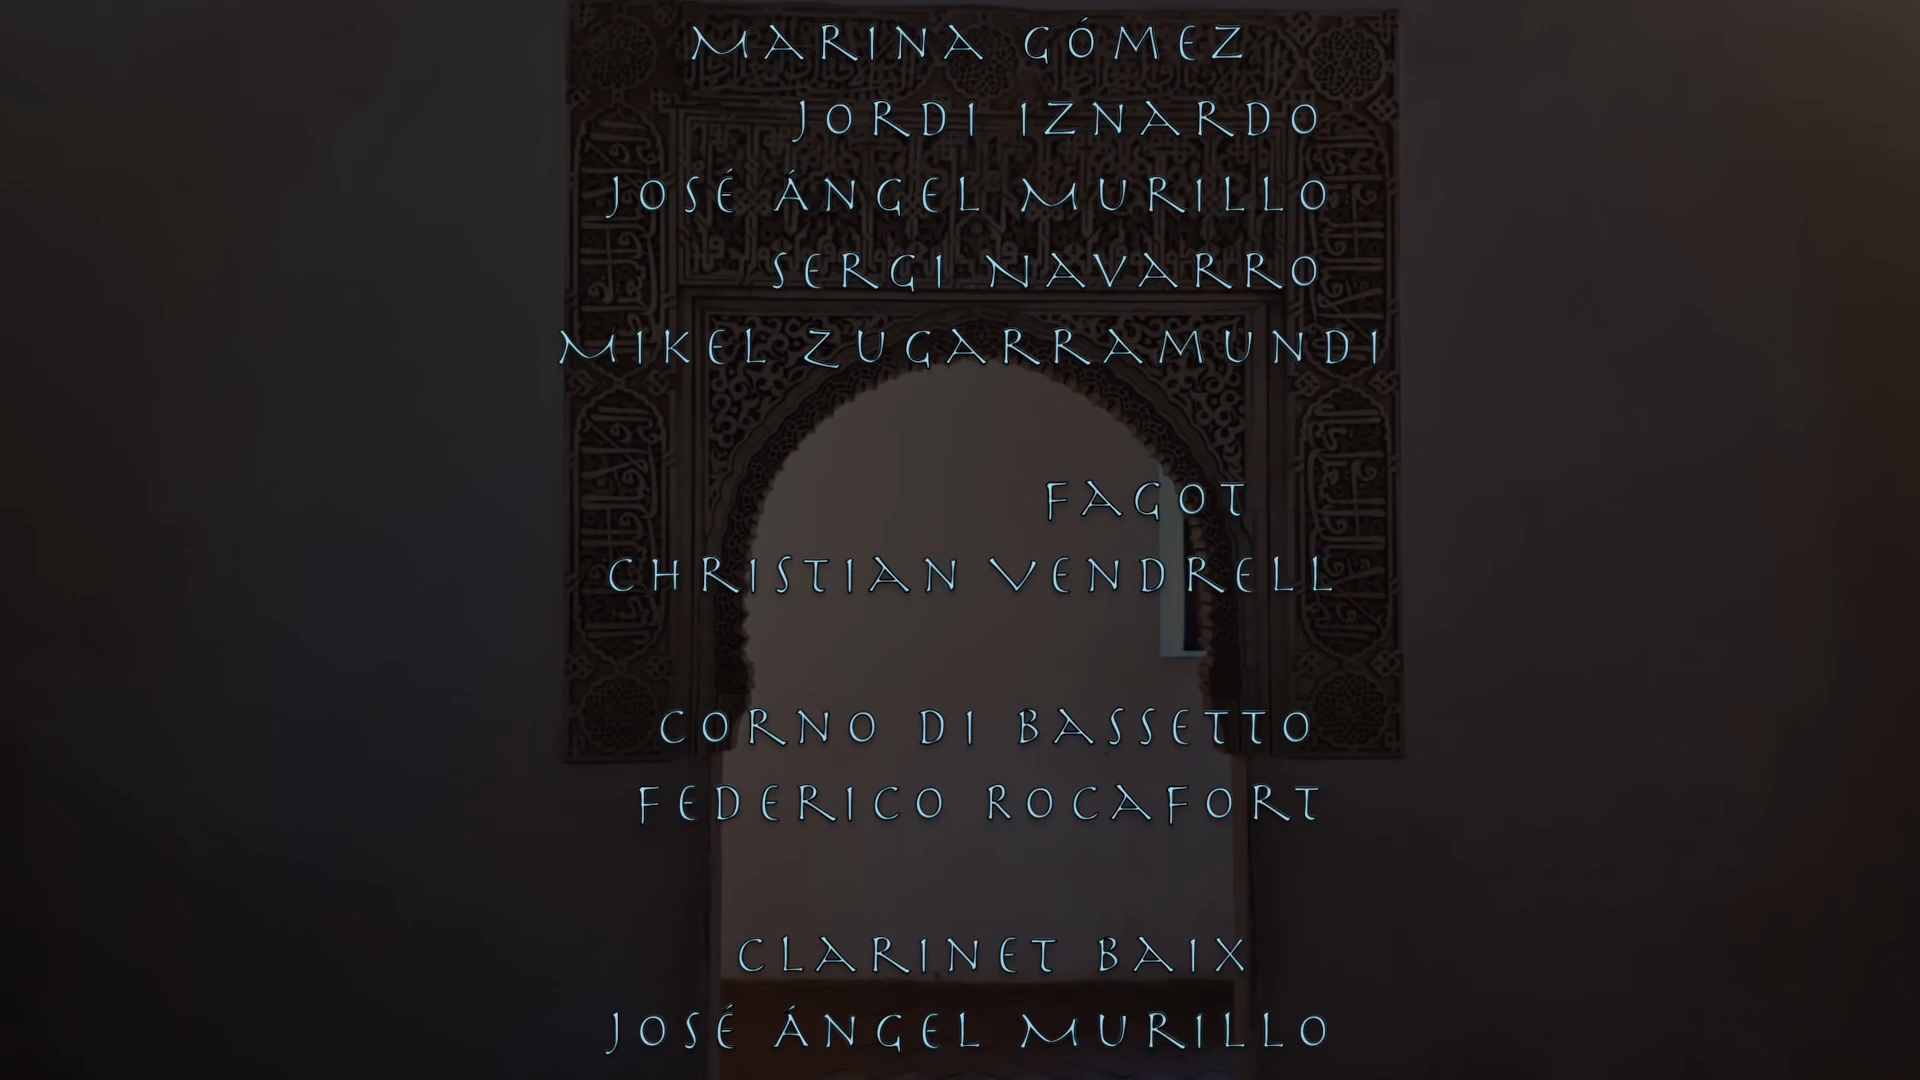 MARINA GÓMEZ
JORDI IZNARDO
JOSÉ ÁNGEL MURILLO
SERGI NAVARRO
MIKEL ZUGARRAMUNDI
FAGOT
CHRISTIAN VENDRELL
CORNO DI BASSETTO
FEDERICO ROCAFORT
CLARINET BAIX
JOSÉ ÁNGEL MURILLO